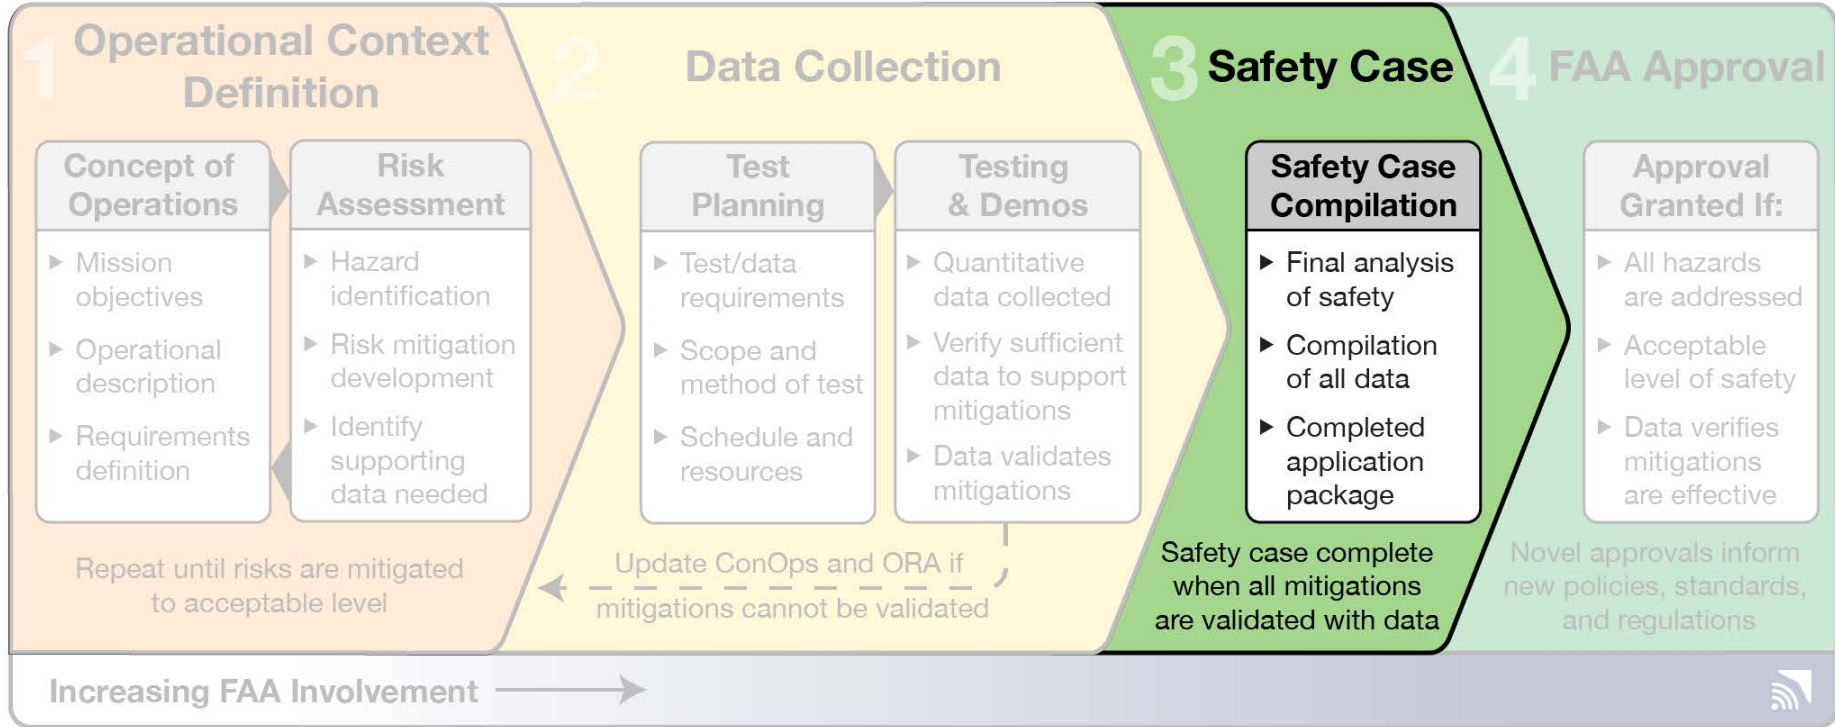 1
Operational Context
Definition
Concept of
Operations
▶ Mission
objectives
▶ Operational
description
▶ Requirements
definition
Risk
Assessment
▶ Hazard
identification
▶ Risk mitigation
development
▶ Identify
supporting
data needed
Repeat until risks are mitigated
to acceptable level
2
Data Collection
Test
Planning
▶ Test/data
requirements
▶ Scope and
method of test
▶ Schedule and
resources
Testing
& Demos
▶ Quantitative
data collected
▶ Verify sufficient
data to support
mitigations
▶ Data validates
mitigations
Update ConOps and ORA if
mitigations cannot be validated
3
Safety Case
Safety Case
Compilation
▶ Final analysis
of safety
▶ Compilation
of all data
▶ Completed
application
package
Safety case complete
when all mitigations
are validated with data
4
FAA Approval
Approval
Granted If:
▶ All hazards
are addressed
▶ Acceptable
level of safety
▶ Data verifies
mitigations
are effective
Novel approvals inform
new policies, standards,
and regulations
Increasing FAA Involvement